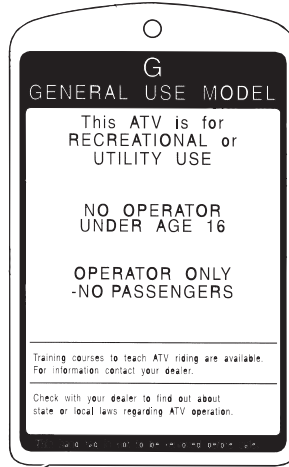 G
GENERAL USE MODEL
This ATV is for
RECREATIONAL or
UTILITY USE
NO OPERATOR
UNDER AGE 16
OPERATOR ONLY
-NO PASSENGERS
Training courses to teach ATV riding are available.
For information contact your dealer.
Check with your dealer to find out about
state or local laws regarding ATV operation.